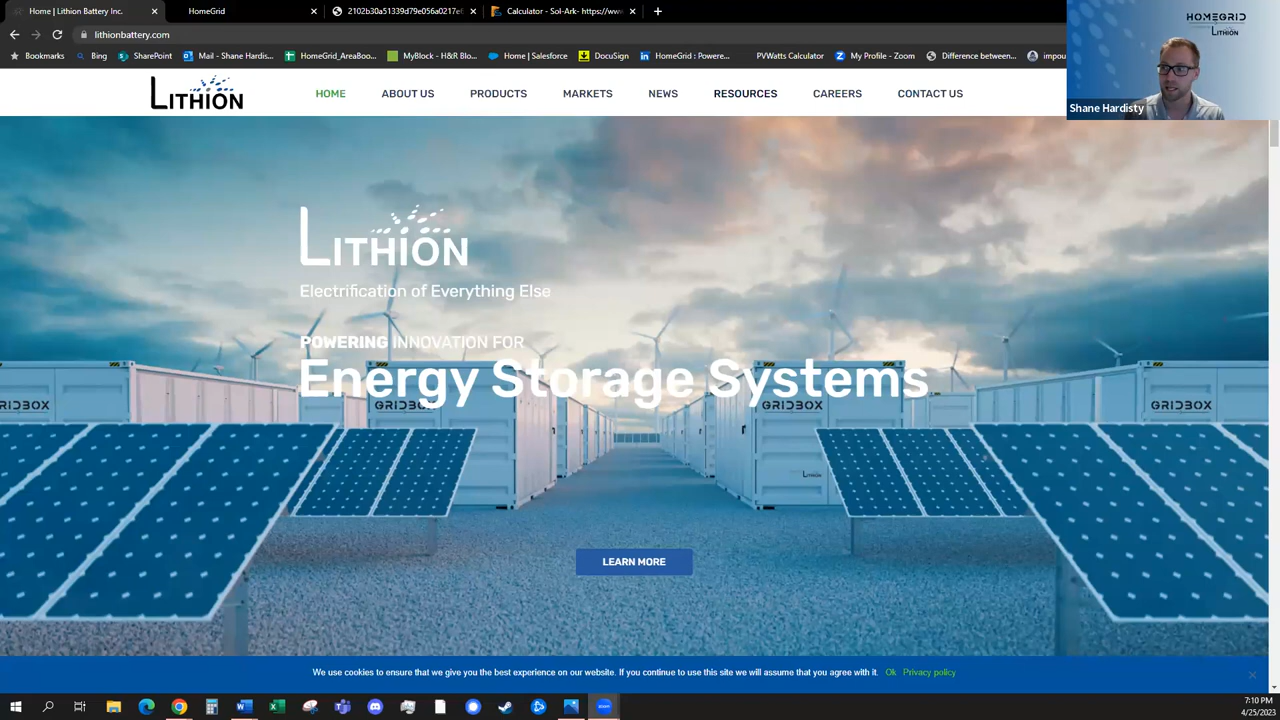 Home | Lithion Battery Inc.
HomeGrid
2102b30a51339d79e056a0217e6
Calculator - Sol-Ark- https://ww
lithionbattery.com
Bookmarks
Bing
SharePoint
Mail - Shane Hardis...
HomeGrid_AreaBoo...
MyBlock - H&R Blo...
Home | Salesforce
DocuSign
HomeGrid : Powere...
PVWatts Calculator
My Profile - Zoom
Difference between...
impou
HOMEGRID
LITHION
Shane Hardisty
LITHION
HOME
ABOUT US
PRODUCTS
MARKETS
NEWS
RESOURCES
CAREERS
CONTACT US
LITHION
Electrification of Everything Else
POWERING INNOVATION FOR
Energy Storage Systems
GRIDBOX
GRIDBOX
GRIDBOX
GRIDBOX
LITHION
LEARN MORE
We use cookies to ensure that we give you the best experience on our website. If you continue to use this site we will assume that you agree with it.
Ok
Privacy policy
7:10 PM
4/25/2023